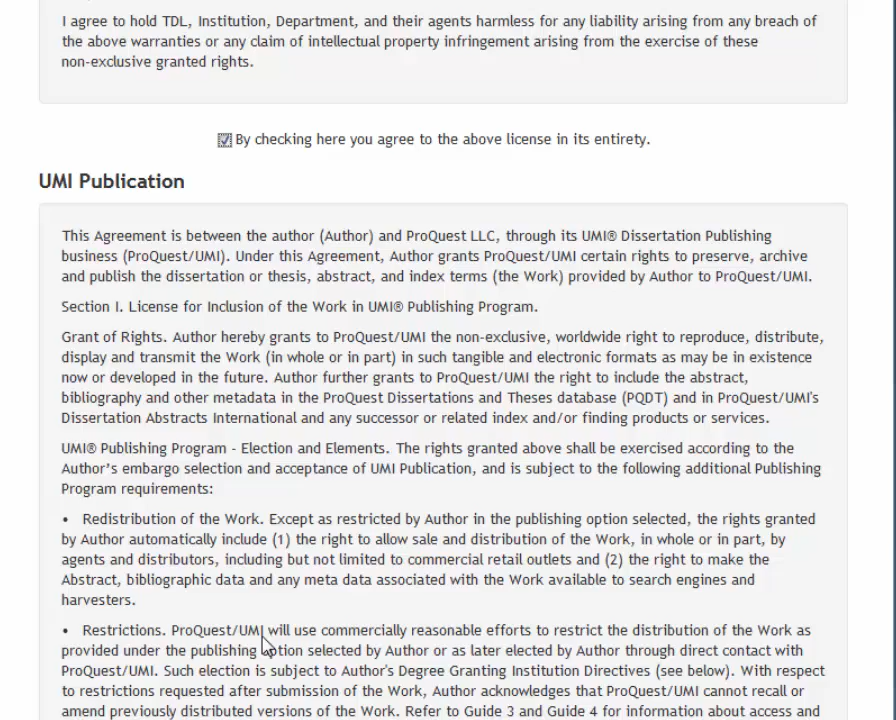 I agree to hold TDL, Institution, Department, and their agents harmless for any liability arising from any breach of
the above warranties or any claim of intellectual property infringement arising from the exercise of these
non-exclusive granted rights.
By checking here you agree to the above license in its entirety.
UMI Publication
This Agreement is between the author (Author) and ProQuest LLC, through its UMI® Dissertation Publishing
business (ProQuest/UMI). Under this Agreement, Author grants ProQuest/UMI certain rights to preserve, archive
and publish the dissertation or thesis, abstract, and index terms (the Work) provided by Author to ProQuest/UMI.
Section I. License for Inclusion of the Work in UMI® Publishing Program.
Grant of Rights. Author hereby grants to ProQuest/UMI the non-exclusive, worldwide right to reproduce, distribute,
display and transmit the Work (in whole or in part) in such tangible and electronic formats as may be in existence
now or developed in the future. Author further grants to ProQuest/UMI the right to include the abstract,
bibliography and other metadata in the ProQuest Dissertations and Theses database (PQDT) and in ProQuest/UMI's
Dissertation Abstracts International and any successor or related index and/or finding products or services.
UMI® Publishing Program - Election and Elements. The rights granted above shall be exercised according to the
Author’s embargo selection and acceptance of UMI Publication, and is subject to the following additional Publishing
Program requirements:
• Redistribution of the Work. Except as restricted by Author in the publishing option selected, the rights granted
by Author automatically include (1) the right to allow sale and distribution of the Work, in whole or in part, by
agents and distributors, including but not limited to commercial retail outlets and (2) the right to make the
Abstract, bibliographic data and any meta data associated with the Work available to search engines and
harvesters.
• Restrictions. ProQuest/UMI will use commercially reasonable efforts to restrict the distribution of the Work as
provided under the publishing option selected by Author or as later elected by Author through direct contact with
ProQuest/UMI. Such election is subject to Author's Degree Granting Institution Directives (see below). With respect
to restrictions requested after submission of the Work, Author acknowledges that ProQuest/UMI cannot recall or
amend previously distributed versions of the Work. Refer to Guide 3 and Guide 4 for information about access and